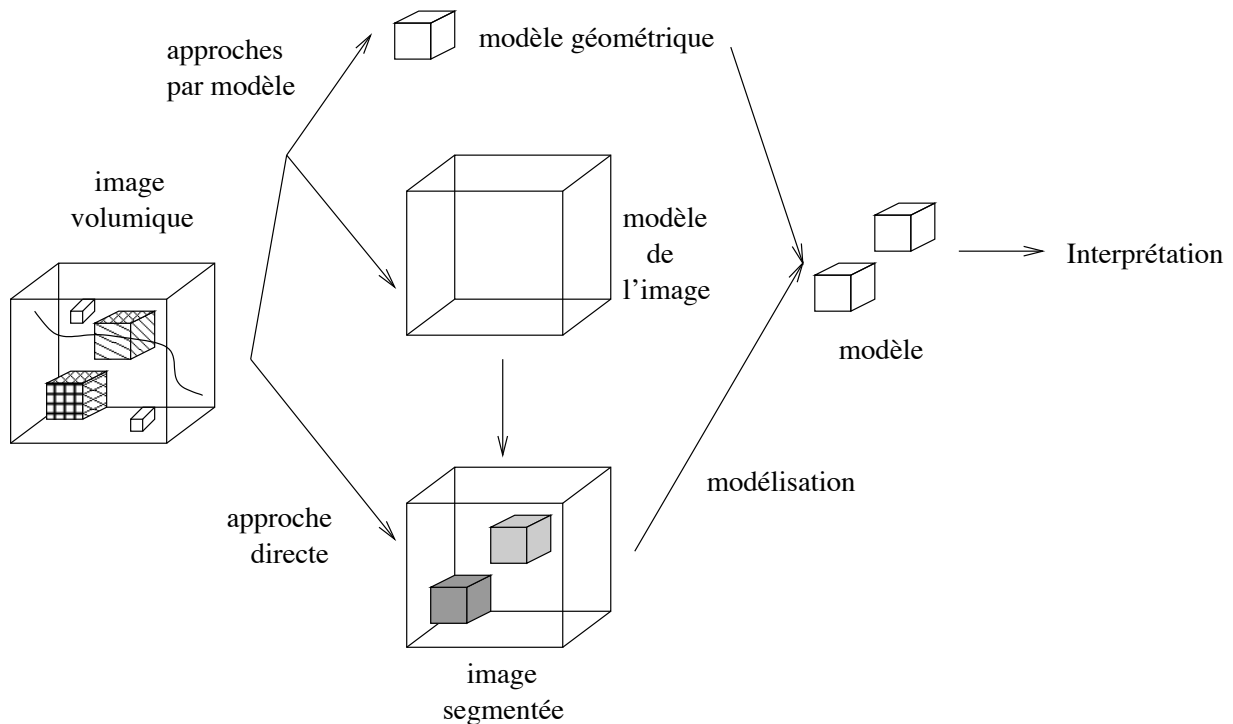 approches
par modèle
modèle géométrique
image
volumique
modèle
de
l'image
Interprétation
modèle
approche
directe
modélisation
image
segmentée